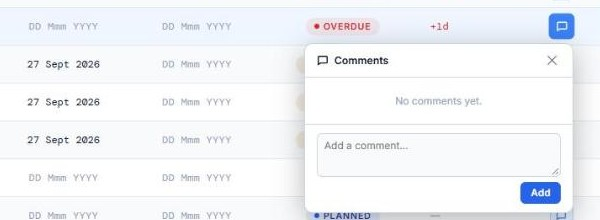 DD Mmm YYYY DD Mmm YYYY OVERDUE +1d
Comments
27 Sept 2026 DD Mmm YYYY
27 Sept 2026 DD Mmm YYYY
No comments yet.
27 Sept 2026 DD Mmm YYYY
Add a comment...
DD Mmm YYYY DD Mmm YYYY
Add
DD Mmm YYYY DD Mmm YYYY PLANNED —